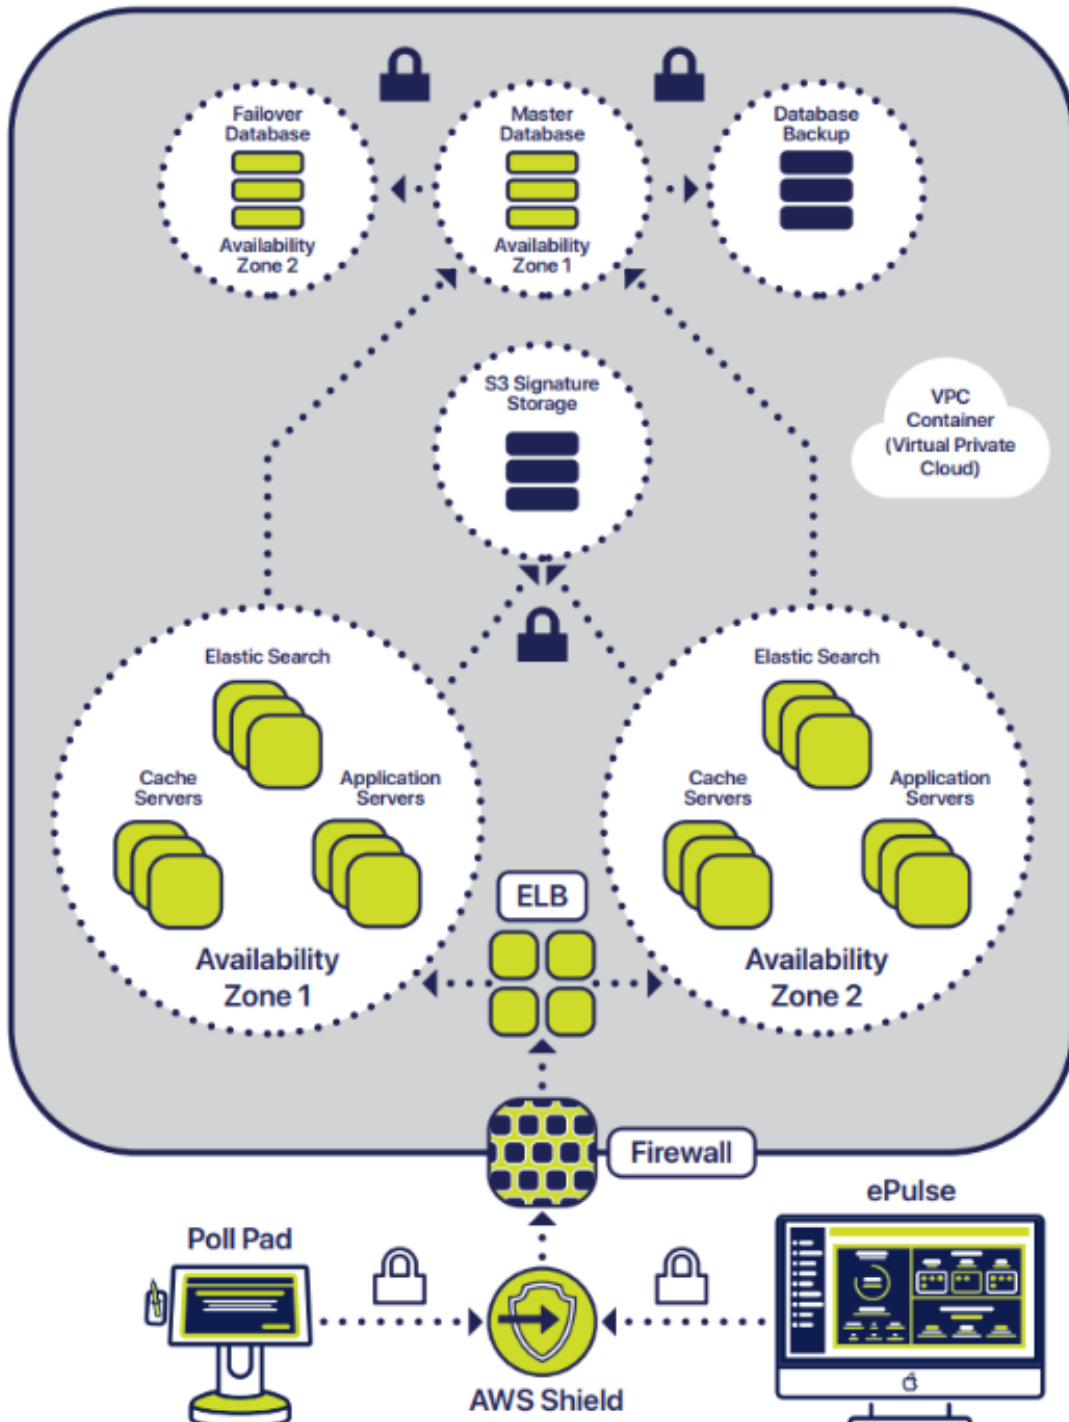 Failover
Database
Availability
Zone 2
Master
Database
Availability
Zone 1
Database
Backup
S3 Signature
Storage
VPC
Container
(Virtual Private
Cloud)
Elastic Search
Cache
Servers
Application
Servers
Availability
Zone 1
Elastic Search
Cache
Servers
Application
Servers
Availability
Zone 2
ELB
Firewall
Poll Pad
ePulse
AWS Shield